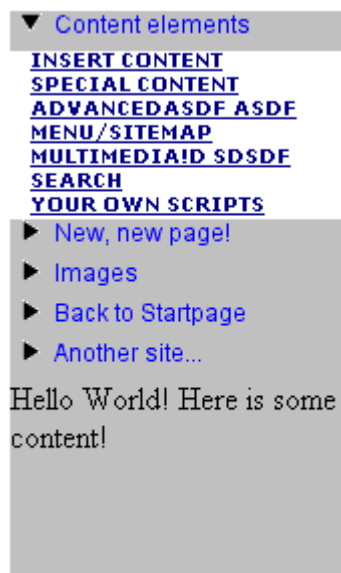 Content elements
INSERT CONTENT
SPECIAL CONTENT
ADVANCEDASDF ASDF
MENU/SITEMAP
MULTIMEDIA!D SDSDF
SEARCH
YOUR OWN SCRIPTS
New, new page!
Images
Back to Startpage
Another site...
Hello World! Here is some
content!